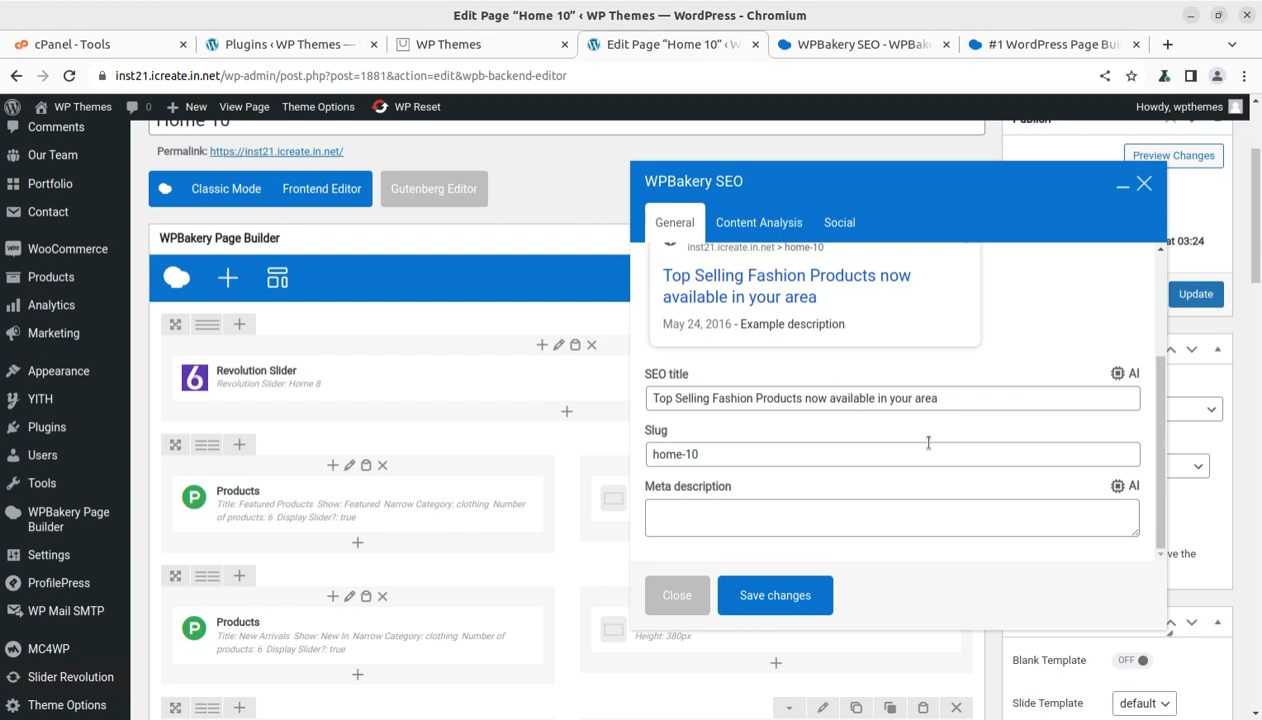 Edit Page “Home 10” ‹ WP Themes — WordPress - Chromium
cPanel - Tools
Plugins ‹ WP Themes —
WP Themes
Edit Page “Home 10” ‹ W
WPBakery SEO - WPBak
#1 WordPress Page Bui
inst21.icreate.in.net/wp-admin/post.php?post=1881&action=edit&wpb-backend-editor
WP Themes
0
New
View Page
Theme Options
WP Reset
Howdy, wpthemes
Comments
Our Team
Portfolio
Contact
WooCommerce
Products
Analytics
Marketing
Appearance
YITH
Plugins
Users
Tools
WPBakery Page
Builder
Settings
ProfilePress
WP Mail SMTP
MC4WP
Slider Revolution
Theme Options
Home 10
Permalink: https://inst21.icreate.in.net/
Classic Mode
Frontend Editor
Gutenberg Editor
WPBakery Page Builder
6
Revolution Slider
Revolution Slider: Home 8
P
Products
Title: Featured Products Show: Featured Narrow Category: clothing Number
of products: 6 Display Slider?: true
P
Products
Title: New Arrivals Show: New In Narrow Category: clothing Number of
products: 6 Display Slider?: true
Height: 380px
WPBakery SEO
General
Content Analysis
Social
inst21.icreate.in.net > home-10
Top Selling Fashion Products now
available in your area
May 24, 2016 - Example description
SEO title
AI
Top Selling Fashion Products now available in your area
Slug
home-10
Meta description
AI
Close
Save changes
Publish
Preview Changes
at 03:24
Update
ve the
Blank Template
OFF
Slide Template
default